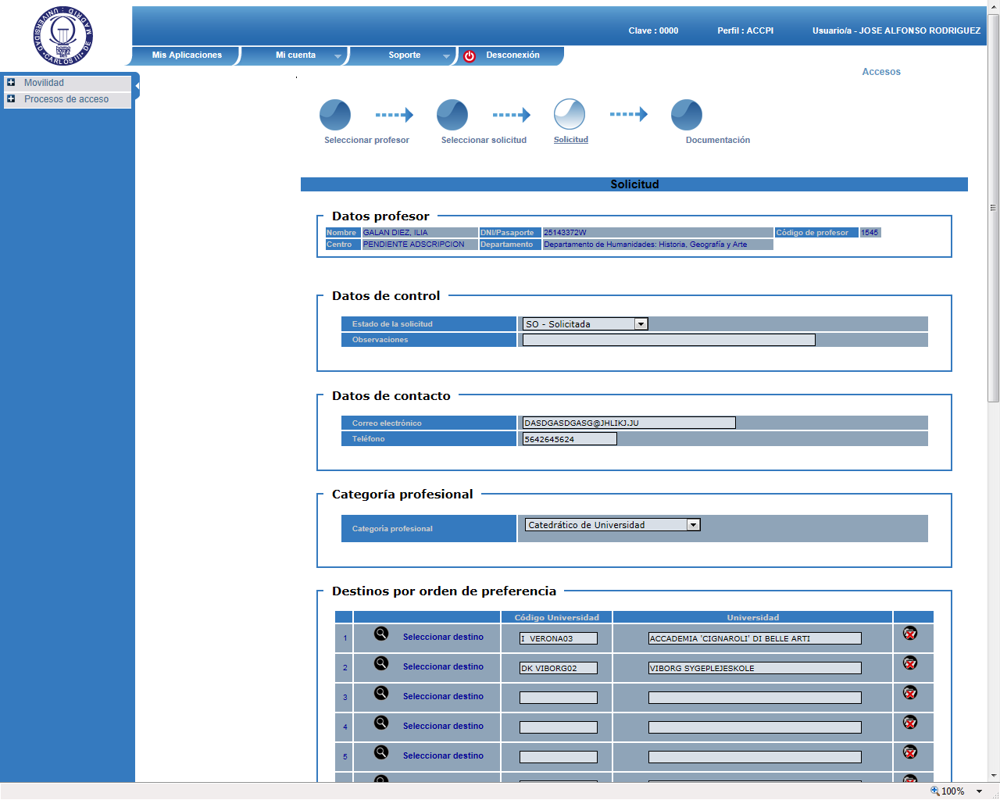 UNIVERSIDAD · CARLOS III · DE MADRID
Clave : 0000 Perfil : ACCPI Usuario/a - JOSE ALFONSO RODRIGUEZ
Mis Aplicaciones Mi cuenta Soporte Desconexión
Accesos
Movilidad
Procesos de acceso
Seleccionar profesor Seleccionar solicitud Solicitud Documentación
Solicitud
Datos profesor
Nombre GALAN DIEZ, ILIA DNI/Pasaporte 25143372W Código de profesor 1545
Centro PENDIENTE ADSCRIPCION Departamento Departamento de Humanidades: Historia, Geografía y Arte
Datos de control
Estado de la solicitud SO - Solicitada
Observaciones
Datos de contacto
Correo electrónico DASDGASDGASG@JHLIKJ.JU
Teléfono 5642645624
Categoría profesional
Categoría profesional Catedrático de Universidad
Destinos por orden de preferencia
Código Universidad Universidad
1 Seleccionar destino I VERONA03 ACCADEMIA 'CIGNAROLI' DI BELLE ARTI
2 Seleccionar destino DK VIBORG02 VIBORG SYGEPLEJESKOLE
3 Seleccionar destino
4 Seleccionar destino
5 Seleccionar destino
100%